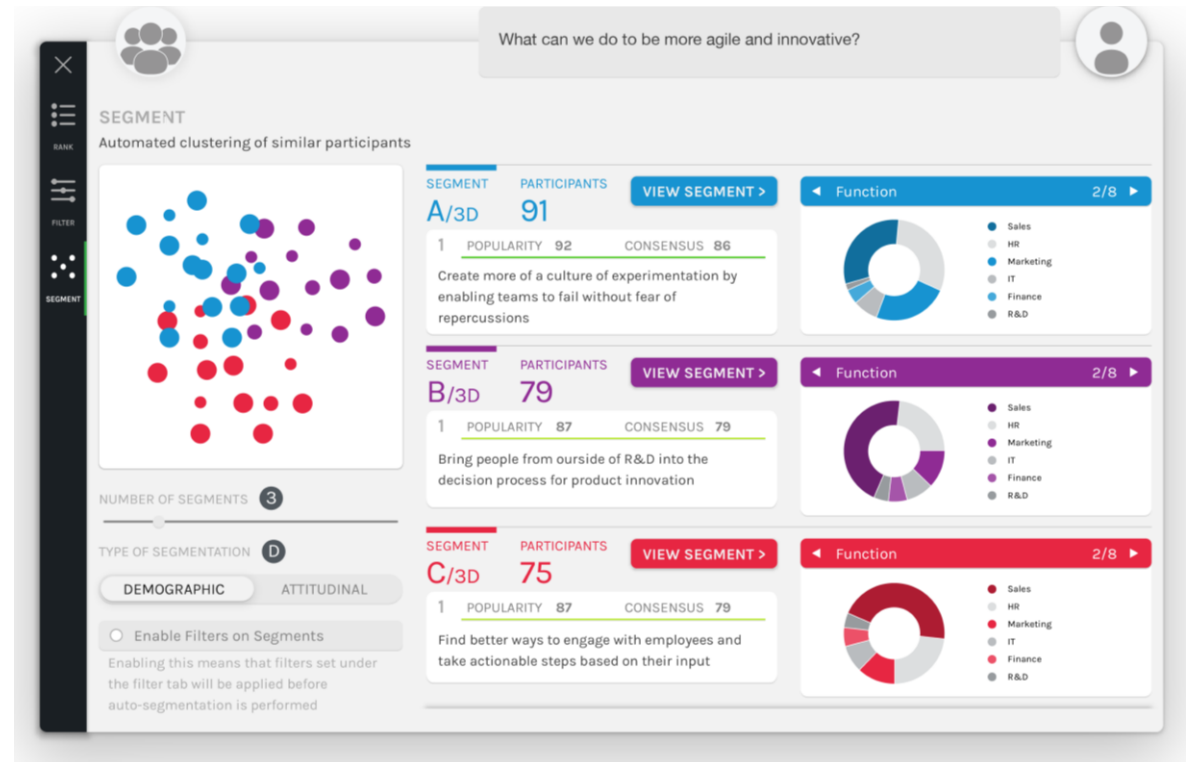 What can we do to be more agile and innovative?
RANK
FILTER
SEGMENT
SEGMENT
Automated clustering of similar participants
NUMBER OF SEGMENTS 3
TYPE OF SEGMENTATION D
DEMOGRAPHIC ATTITUDINAL
Enable Filters on Segments
Enabling this means that filters set under
the filter tab will be applied before
auto-segmentation is performed
SEGMENT PARTICIPANTS
A/3D 91
VIEW SEGMENT >
1 POPULARITY 92 CONSENSUS 86
Create more of a culture of experimentation by
enabling teams to fail without fear of
repercussions
Function 2/8
Sales
HR
Marketing
IT
Finance
R&D
SEGMENT PARTICIPANTS
B/3D 79
VIEW SEGMENT >
1 POPULARITY 87 CONSENSUS 79
Bring people from ourside of R&D into the
decision process for product innovation
Function 2/8
Sales
HR
Marketing
IT
Finance
R&D
SEGMENT PARTICIPANTS
C/3D 75
VIEW SEGMENT >
1 POPULARITY 87 CONSENSUS 79
Find better ways to engage with employees and
take actionable steps based on their input
Function 2/8
Sales
HR
Marketing
IT
Finance
R&D